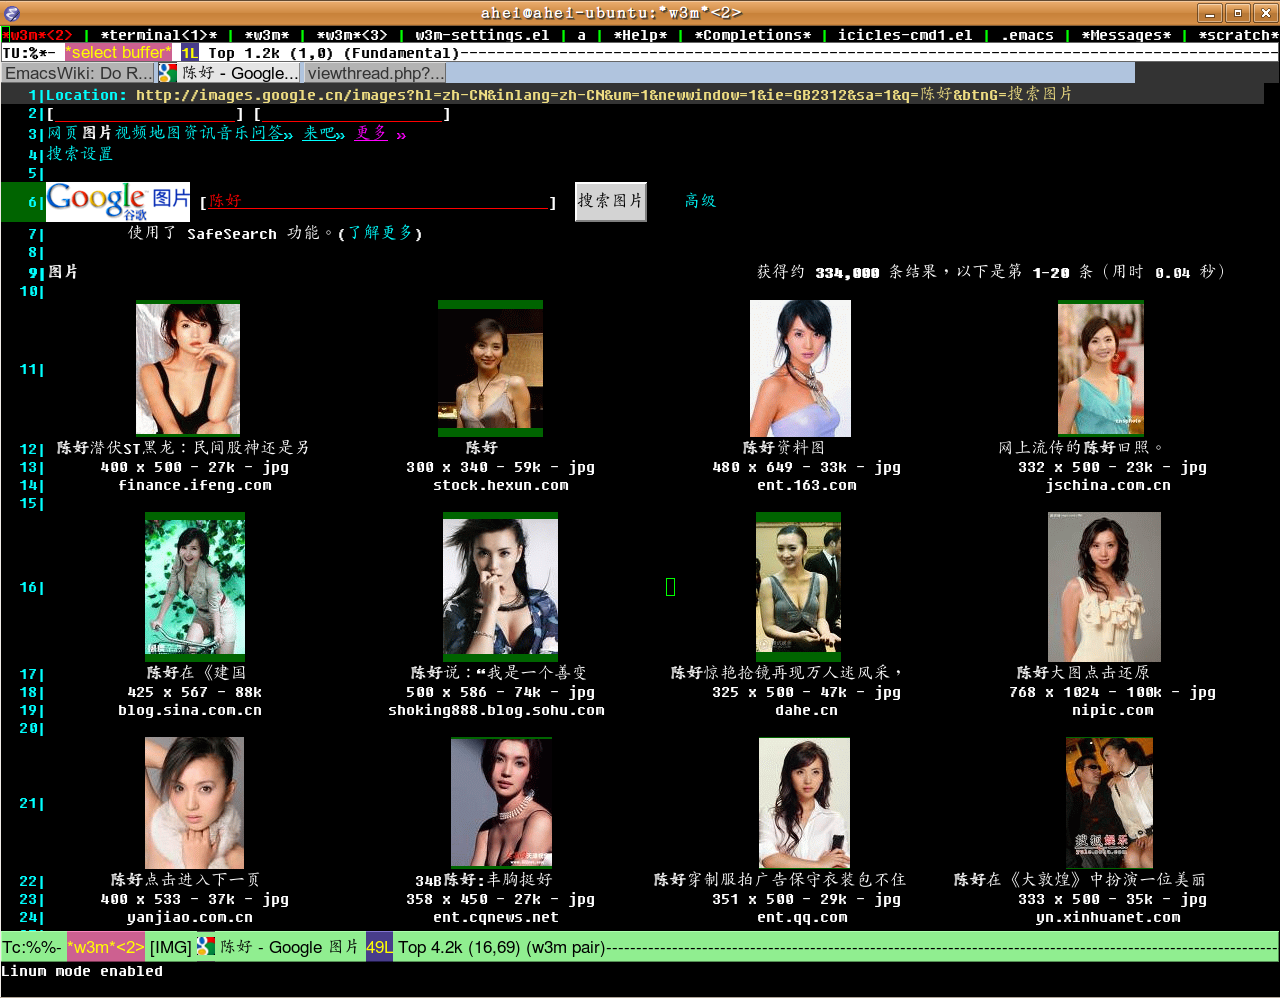 ahei@ahei-ubuntu:*w3m*<2>
*w3m*<2> | *terminal<1>* | *w3m* | *w3m*<3> | w3m-settings.el | a | *Help* | *Completions* | icicles-cmd1.el | .emacs | *Messages* | *scratch*
TU:%*- *select buffer* 1L Top 1.2k (1,0) (Fundamental)
EmacsWiki: Do R... 陈好 - Google... viewthread.php?...
1|Location: http://images.google.cn/images?hl=zh-CN&inlang=zh-CN&um=1&newwindow=1&ie=GB2312&sa=1&q=陈好&btnG=搜索图片
2|[ ] [ ]
3|网页图片视频地图资讯音乐问答» 来吧» 更多 »
4|搜索设置
5|
6|Google 谷歌 图片 [陈好 ] 搜索图片 高级
7| 使用了 SafeSearch 功能。(了解更多)
8|
9|图片 获得约 334,000 条结果，以下是第 1-20 条 (用时 0.04 秒)
10|
11|
12| 陈好潜伏ST黑龙：民间股神还是另 陈好 陈好资料图 网上流传的陈好旧照。
13| 400 x 500 - 27k - jpg 300 x 340 - 59k - jpg 480 x 649 - 33k - jpg 332 x 500 - 23k - jpg
14| finance.ifeng.com stock.hexun.com ent.163.com jschina.com.cn
15|
16|
17| 陈好在《建国 陈好说：“我是一个善变 陈好惊艳抢镜再现万人迷风采， 陈好大图点击还原
18| 425 x 567 - 88k 500 x 586 - 74k - jpg 325 x 500 - 47k - jpg 768 x 1024 - 100k - jpg
19| blog.sina.com.cn shoking888.blog.sohu.com dahe.cn nipic.com
20|
21|
搜狐娱乐
22| 陈好点击进入下一页 34B陈好:丰胸挺好 陈好穿制服拍广告保守衣装包不住 陈好在《大敦煌》中扮演一位美丽
23| 400 x 533 - 37k - jpg 358 x 450 - 27k - jpg 351 x 500 - 29k - jpg 333 x 500 - 35k - jpg
24| yanjiao.com.cn ent.cqnews.net ent.qq.com yn.xinhuanet.com
Tc:%%- *w3m*<2> [IMG] 陈好 - Google 图片 49L Top 4.2k (16,69) (w3m pair)
Linum mode enabled